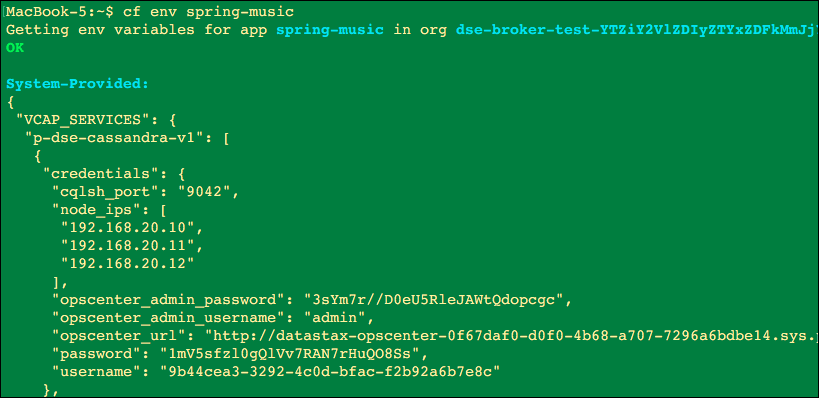 MacBook-5:~$ cf env spring-music
Getting env variables for app spring-music in org dse-broker-test-YTZiY2VlZDIyZTYxZDFkMmJj
OK
System-Provided:
{
"VCAP_SERVICES": {
"p-dse-cassandra-v1": [
{
"credentials": {
"cqlsh_port": "9042",
"node_ips": [
"192.168.20.10",
"192.168.20.11",
"192.168.20.12"
],
"opscenter_admin_password": "3sYm7r//D0eU5RleJAWtQdopcgc",
"opscenter_admin_username": "admin",
"opscenter_url": "http://datastax-opscenter-0f67daf0-d0f0-4b68-a707-7296a6bdbe14.sys.
"password": "1mV5sfzl0gQlVv7RAN7rHuQO8Ss",
"username": "9b44cea3-3292-4c0d-bfac-f2b92a6b7e8c"
},